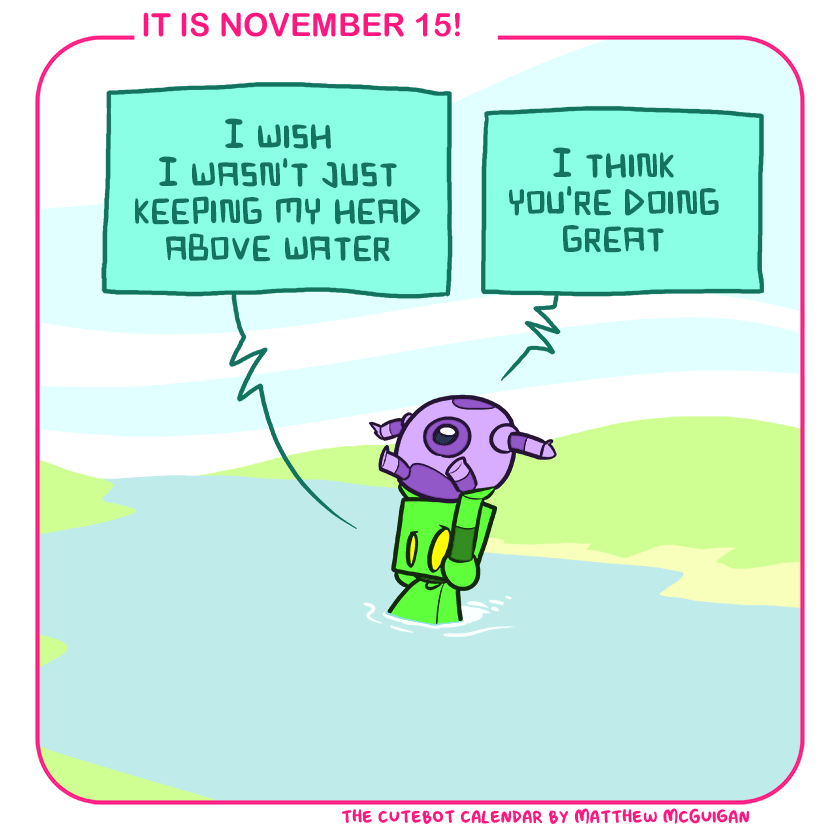 IT IS NOVEMBER 15!
I WISH
I WASN'T JUST
KEEPING MY HEAD
ABOVE WATER
I THINK
YOU'RE DOING
GREAT
THE CUTEBOT CALENDAR BY MATTHEW MCGUIGAN